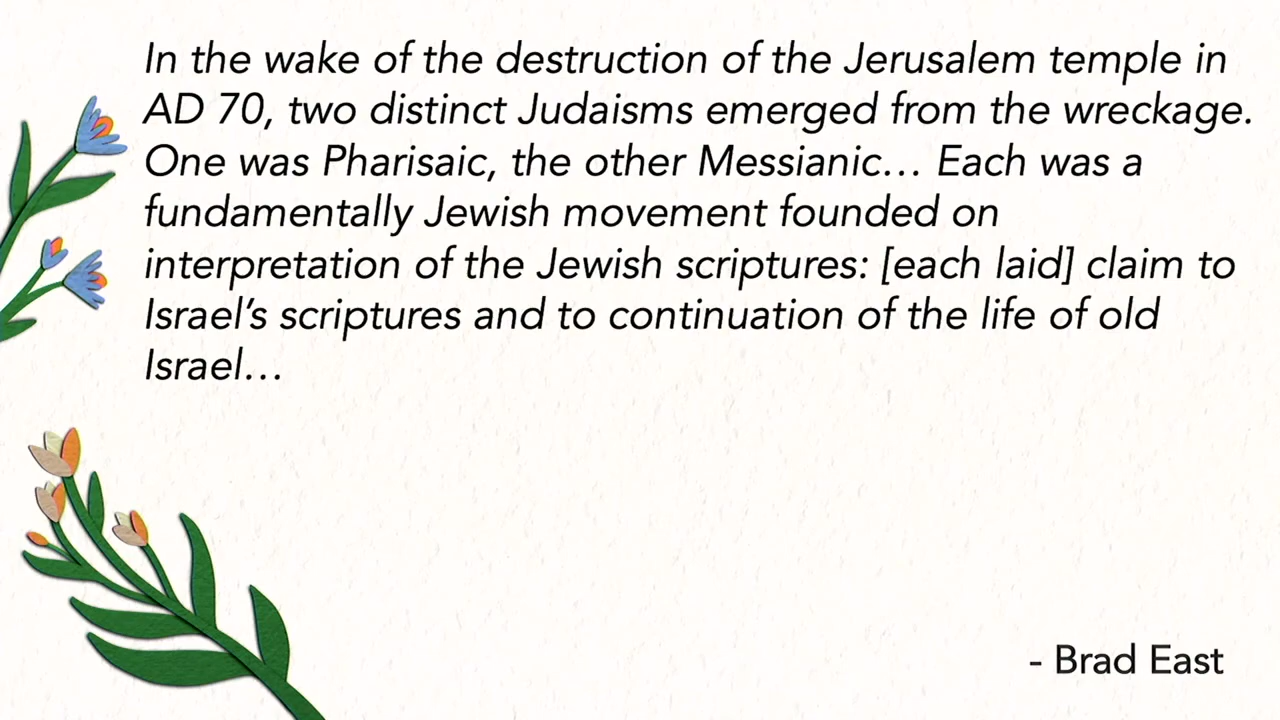 In the wake of the destruction of the Jerusalem temple in
AD 70, two distinct Judaisms emerged from the wreckage.
One was Pharisaic, the other Messianic… Each was a
fundamentally Jewish movement founded on
interpretation of the Jewish scriptures: [each laid] claim to
Israel’s scriptures and to continuation of the life of old
Israel…
- Brad East